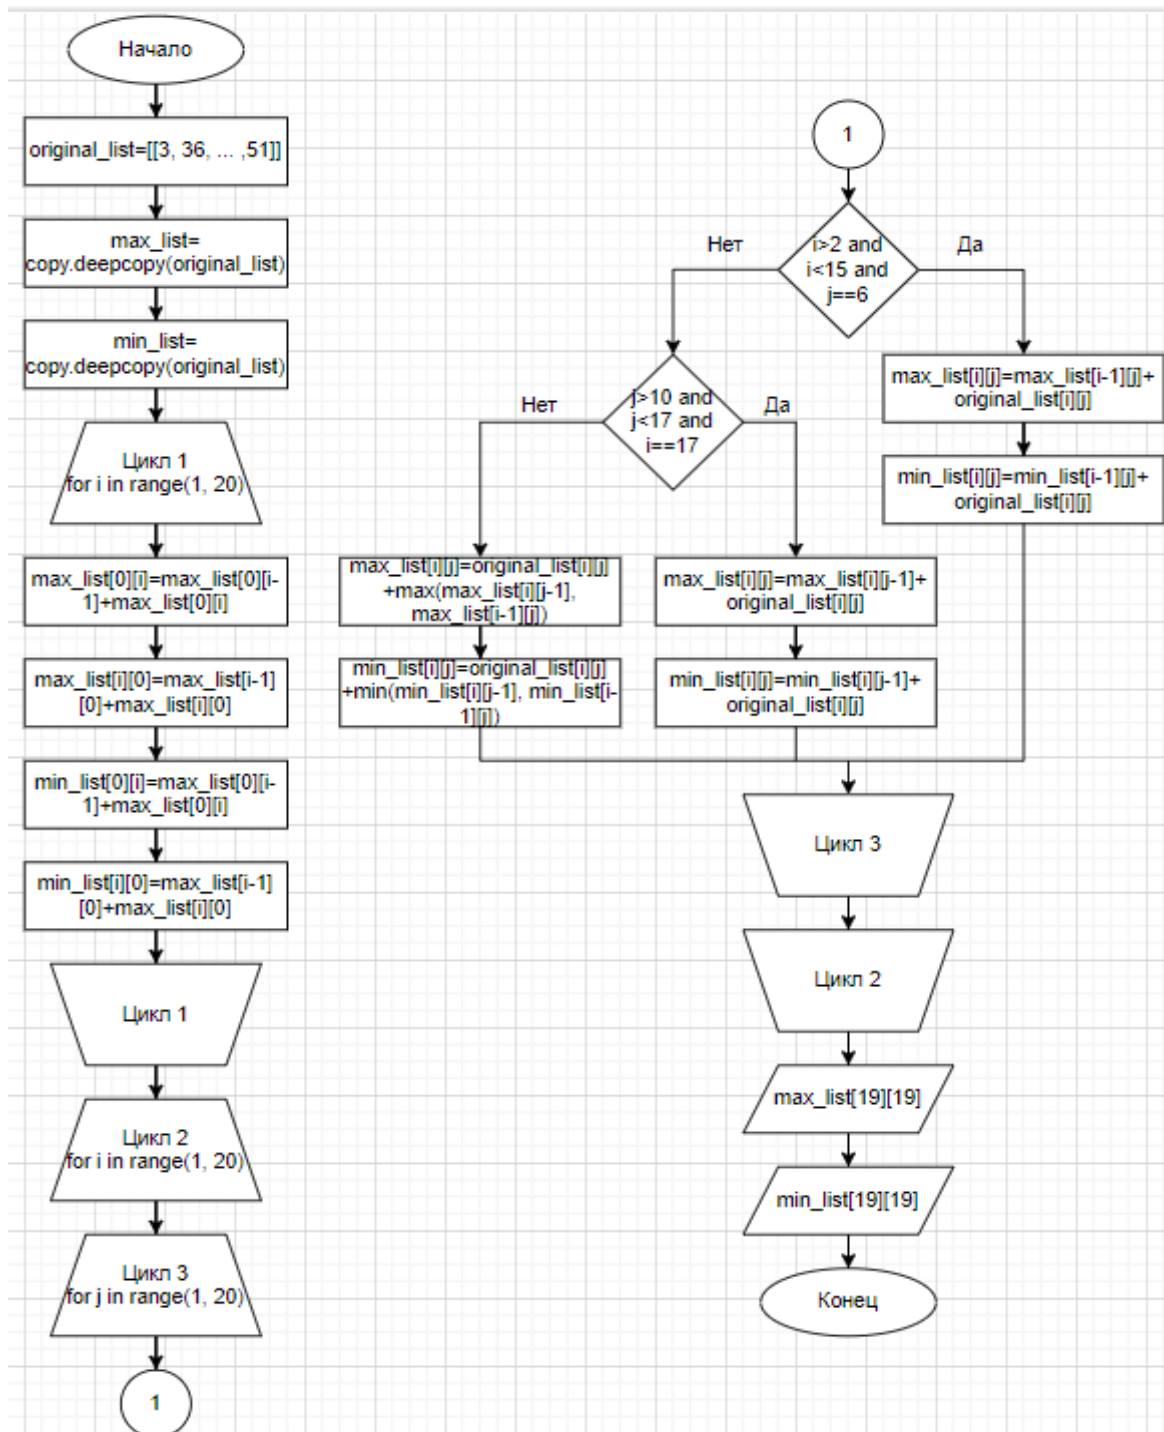 Начало
original_list=[[3, 36, ... ,51]]
max_list=
copy.deepcopy(original_list)
min_list=
copy.deepcopy(original_list)
Цикл 1
for i in range(1, 20)
max_list[0][i]=max_list[0][i-
1]+max_list[0][i]
max_list[i][0]=max_list[i-1]
[0]+max_list[i][0]
min_list[0][i]=max_list[0][i-
1]+max_list[0][i]
min_list[i][0]=max_list[i-1]
[0]+max_list[i][0]
Цикл 1
Цикл 2
for i in range(1, 20)
Цикл 3
for j in range(1, 20)
1
1
i>2 and
i<15 and
j==6
Нет
Да
max_list[i][j]=max_list[i-1][j]+
original_list[i][j]
min_list[i][j]=min_list[i-1][j]+
original_list[i][j]
j>10 and
j<17 and
i==17
Нет
Да
max_list[i][j]=original_list[i][j]
+max(max_list[i][j-1],
max_list[i-1][j])
min_list[i][j]=original_list[i][j]
+min(min_list[i][j-1], min_list[i-
1][j])
max_list[i][j]=max_list[i][j-1]+
original_list[i][j]
min_list[i][j]=min_list[i][j-1]+
original_list[i][j]
Цикл 3
Цикл 2
max_list[19][19]
min_list[19][19]
Конец